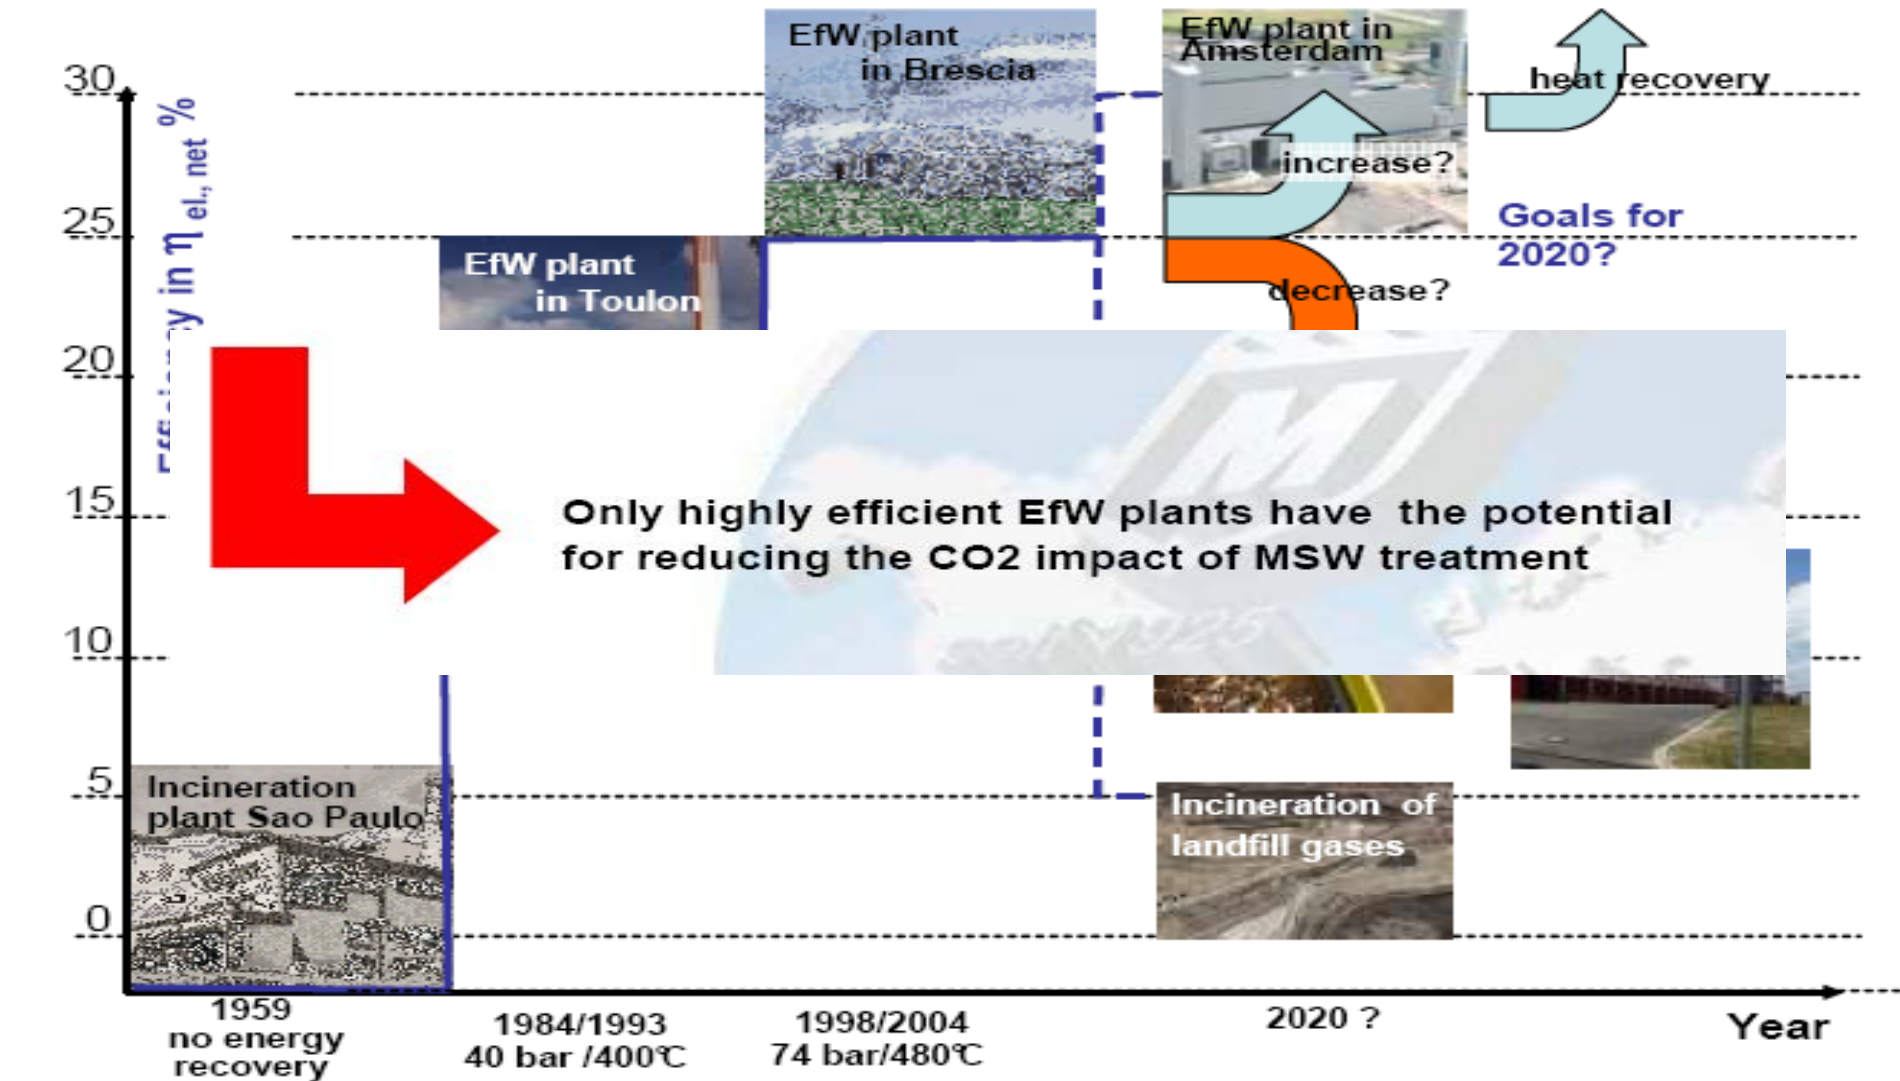 30
25
20
15
10
5
0
Efficiency in η el., net %
EfW plant
in Brescia
EfW plant in
Amsterdam
heat recovery
increase?
Goals for
2020?
decrease?
EfW plant
in Toulon
M
Only highly efficient EfW plants have the potential
for reducing the CO2 impact of MSW treatment
Incineration
plant Sao Paulo
Incineration of
landfill gases
1959
no energy
recovery
1984/1993
40 bar /400℃
1998/2004
74 bar/480℃
2020 ?
Year